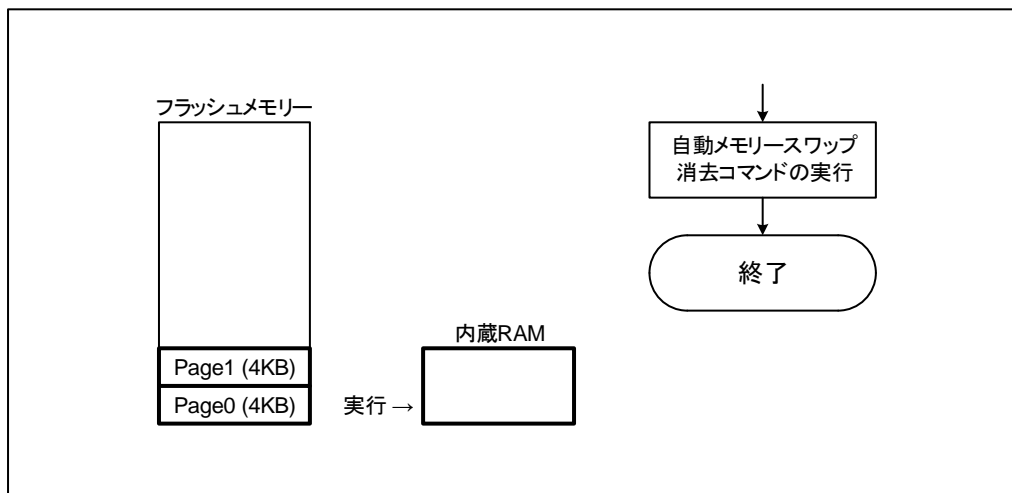 フラッシュメモリー
Page1 (4KB)
Page0 (4KB)
実行 →
内蔵RAM
自動メモリースワップ
消去コマンドの実行
終了